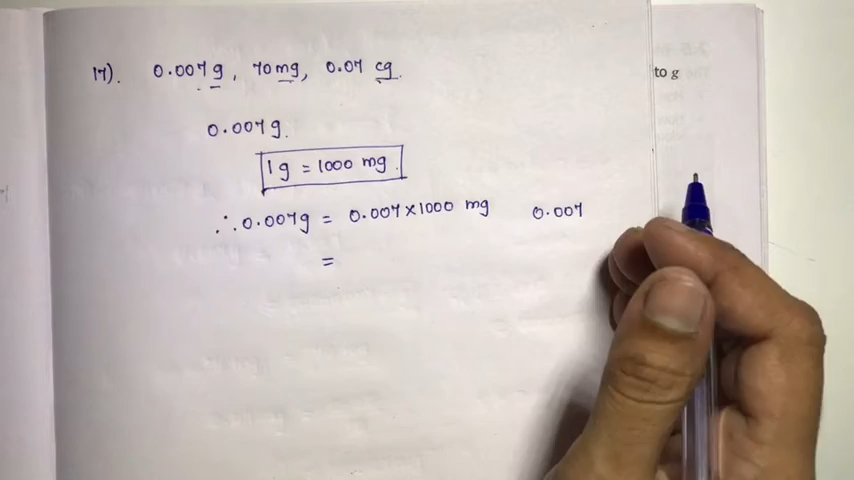 17). 0.007g, 70mg, 0.07 cg.
to g
0.007g.
1g = 1000 mg.
∴ 0.007g = 0.007×1000 mg 0.007
=